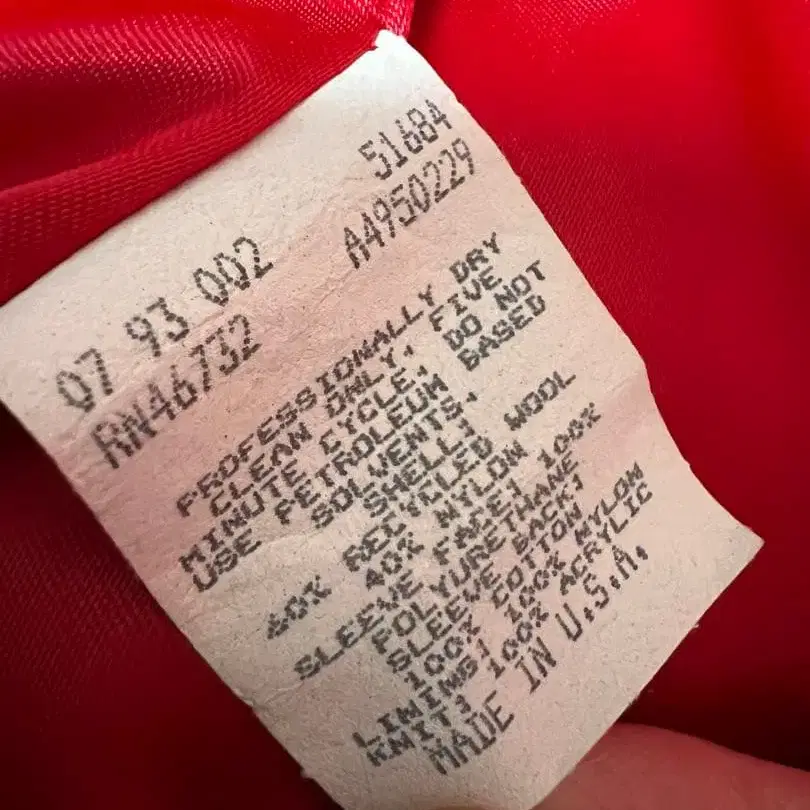 51684
07 93 002 A4950229
RN46732
PROFESSIONALLY DRY
CLEAN ONLY. FIVE
MINUTE CYCLE. DO NOT
USE PETROLEUM BASED
SOLVENTS.
SHELL:
60% RECYCLED WOOL
40% NYLON
SLEEVE FACE: 100%
POLYURETHANE
SLEEVE BACK:
100% COTTON
LINING: 100% NYLON
KNIT: 100% ACRYLIC
MADE IN U.S.A.